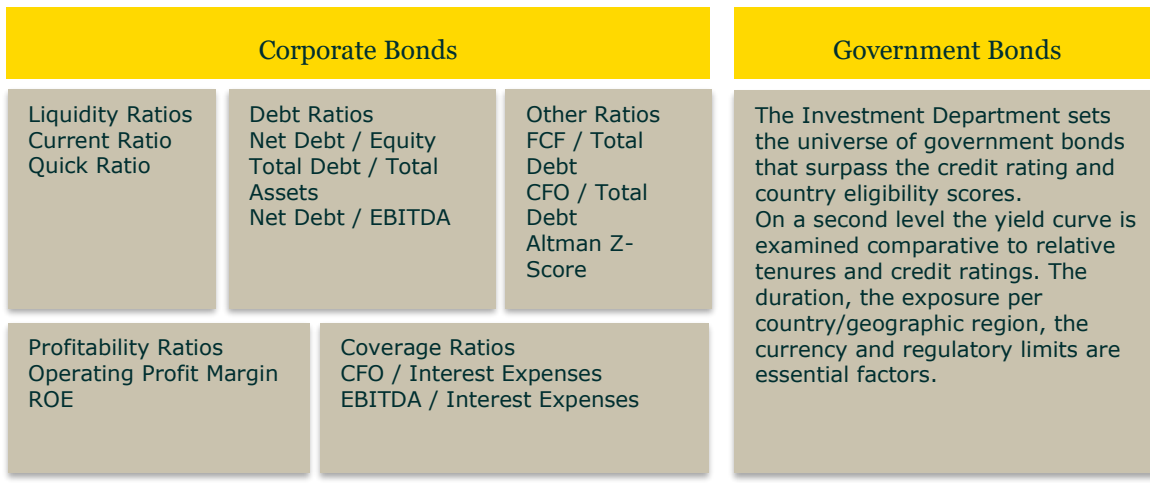 Corporate Bonds
Liquidity Ratios
Current Ratio
Quick Ratio
Debt Ratios
Net Debt / Equity
Total Debt / Total
Assets
Net Debt / EBITDA
Other Ratios
FCF / Total
Debt
CFO / Total
Debt
Altman Z-
Score
Profitability Ratios
Operating Profit Margin
ROE
Coverage Ratios
CFO / Interest Expenses
EBITDA / Interest Expenses
Government Bonds
The Investment Department sets
the universe of government bonds
that surpass the credit rating and
country eligibility scores.
On a second level the yield curve is
examined comparative to relative
tenures and credit ratings. The
duration, the exposure per
country/geographic region, the
currency and regulatory limits are
essential factors.